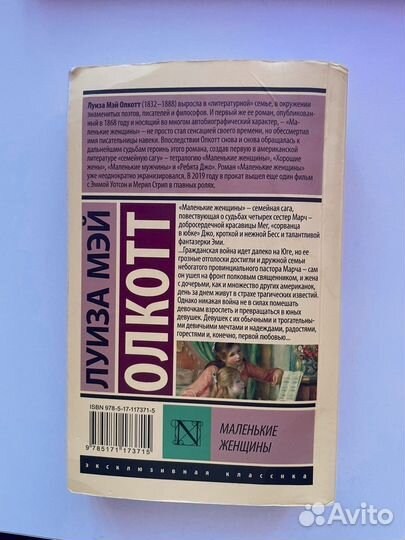 Луиза Мэй Олкотт (1832–1888) выросла в «литературной» семье, в окружении
знаменитых поэтов, писателей и философов. И первый же ее роман, опубликован-
ный в 1868 году и носящий во многом автобиографический характер, – «Ма-
ленькие женщины» – не просто стал сенсацией своего времени, но обессмертил
имя писательницы навеки. Впоследствии Олкотт снова и снова обращалась к
дальнейшим судьбам героинь этого романа, создав первую в американской
литературе «семейную сагу» – тетралогию «Маленькие женщины», «Хорошие
жены», «Маленькие мужчины» и «Ребята Джо». Роман «Маленькие женщины»
уже неоднократно экранизировался. В 2019 году в прокат вышел еще один фильм
с Эммой Уотсон и Мерил Стрип в главных ролях.
ЛУИЗА МЭЙ
ОЛКОТТ
«Маленькие женщины» – семейная сага,
повествующая о судьбах четырех сестер Марч –
добросердечной красавицы Мег, «сорванца
в юбке» Джо, кроткой и нежной Бесс и талантливой
фантазерки Эми.
...Гражданская война идет далеко на Юге, но ее
грозные отголоски достигли и дружной семьи
небогатого провинциального пастора Марча – сам
он ушел на фронт полковым священником, и жена
с дочерьми, как и множество других американок,
день за днем живут в страхе трагических известий.
Однако никакая война не в силах помешать
девочкам взрослеть и превращаться в юных
девушек. Девушек с их обычными и трогательны-
ми девичьими мечтами и надеждами, радостями,
горестями и, конечно, первой любовью...
ISBN 978-5-17-117371-5
9 785171 173715
N
МАЛЕНЬКИЕ
ЖЕНЩИНЫ
эксклюзивная классика
Avito